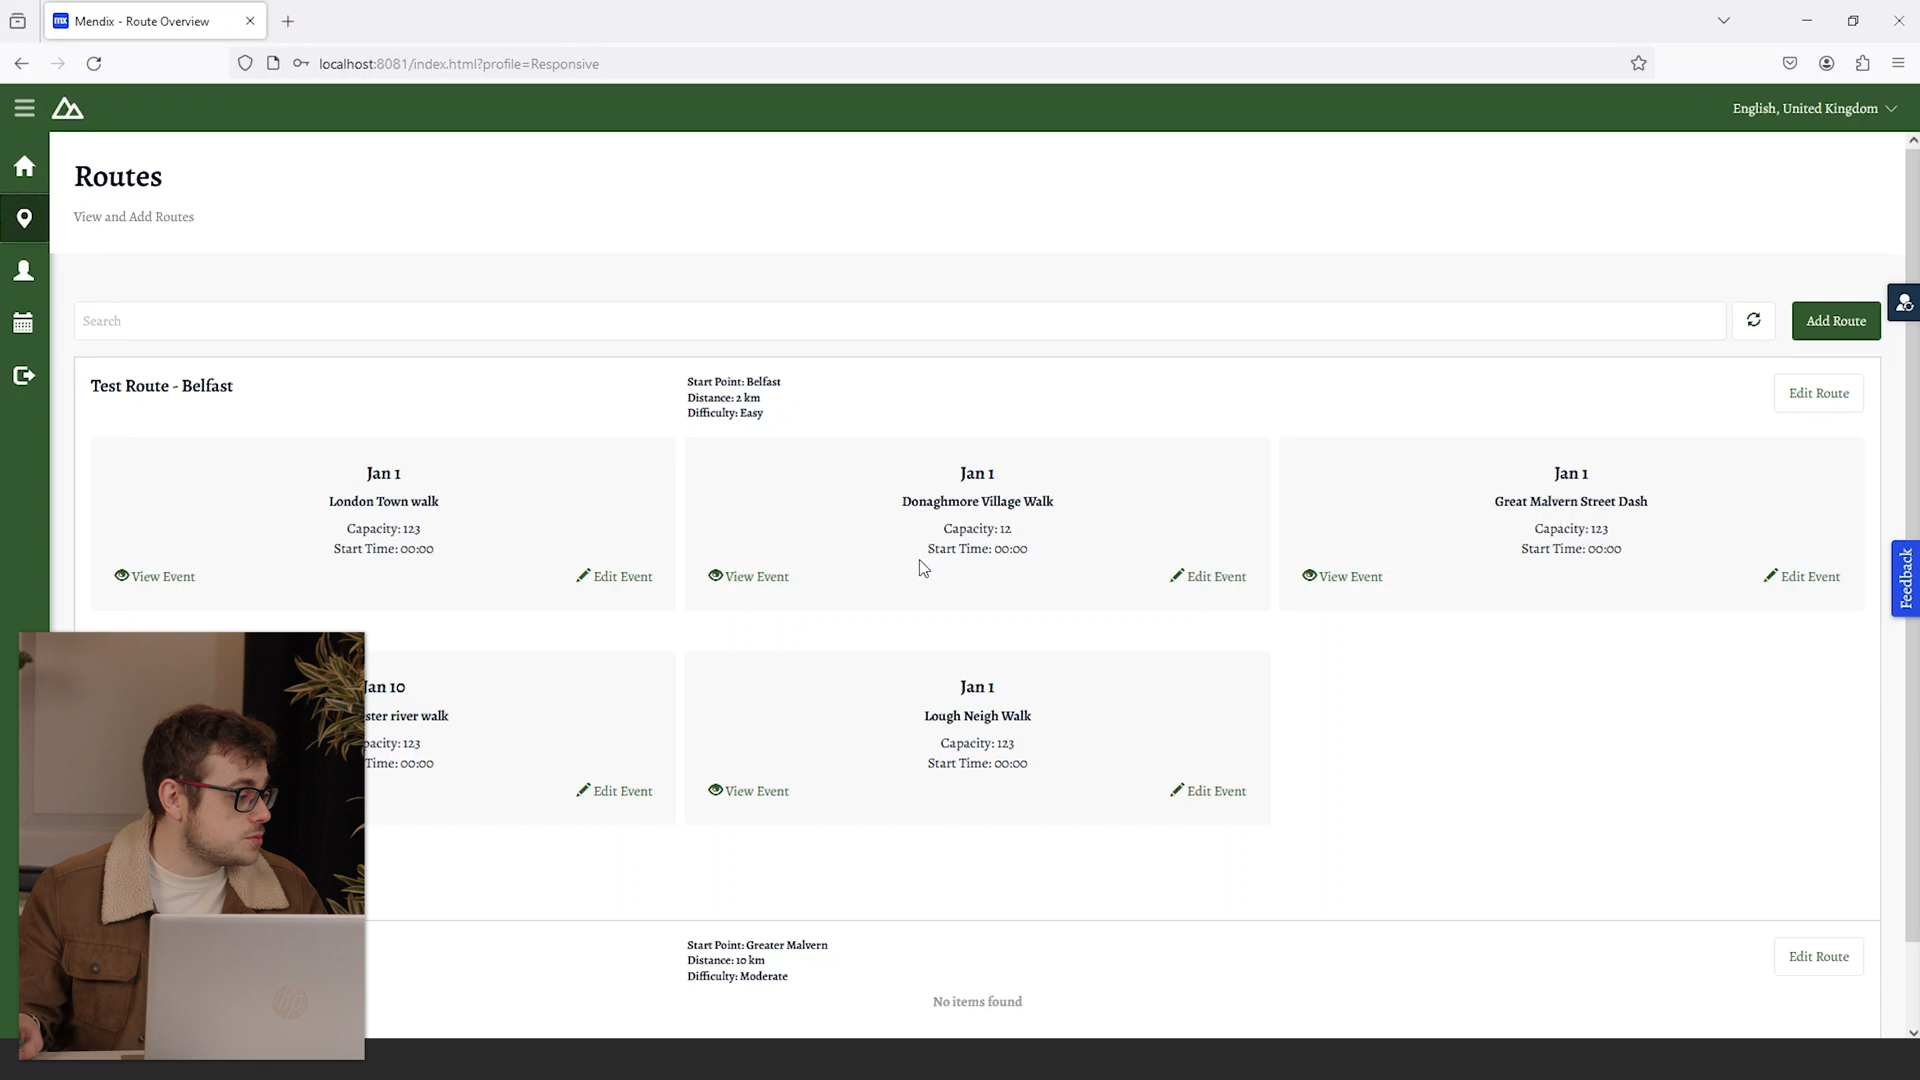 mx Mendix - Route Overview
localhost:8081/index.html?profile=Responsive
English, United Kingdom
Routes
View and Add Routes
Search
Add Route
Test Route - Belfast
Start Point: Belfast
Distance: 2 km
Difficulty: Easy
Edit Route
Jan 1
London Town walk
Capacity: 123
Start Time: 00:00
View Event
Edit Event
Jan 1
Donaghmore Village Walk
Capacity: 12
Start Time: 00:00
View Event
Edit Event
Jan 1
Great Malvern Street Dash
Capacity: 123
Start Time: 00:00
View Event
Edit Event
Feedback
Jan 10
river walk
123
Time: 00:00
Edit Event
Jan 1
Lough Neigh Walk
Capacity: 123
Start Time: 00:00
View Event
Edit Event
Start Point: Greater Malvern
Distance: 10 km
Difficulty: Moderate
Edit Route
No items found
hp